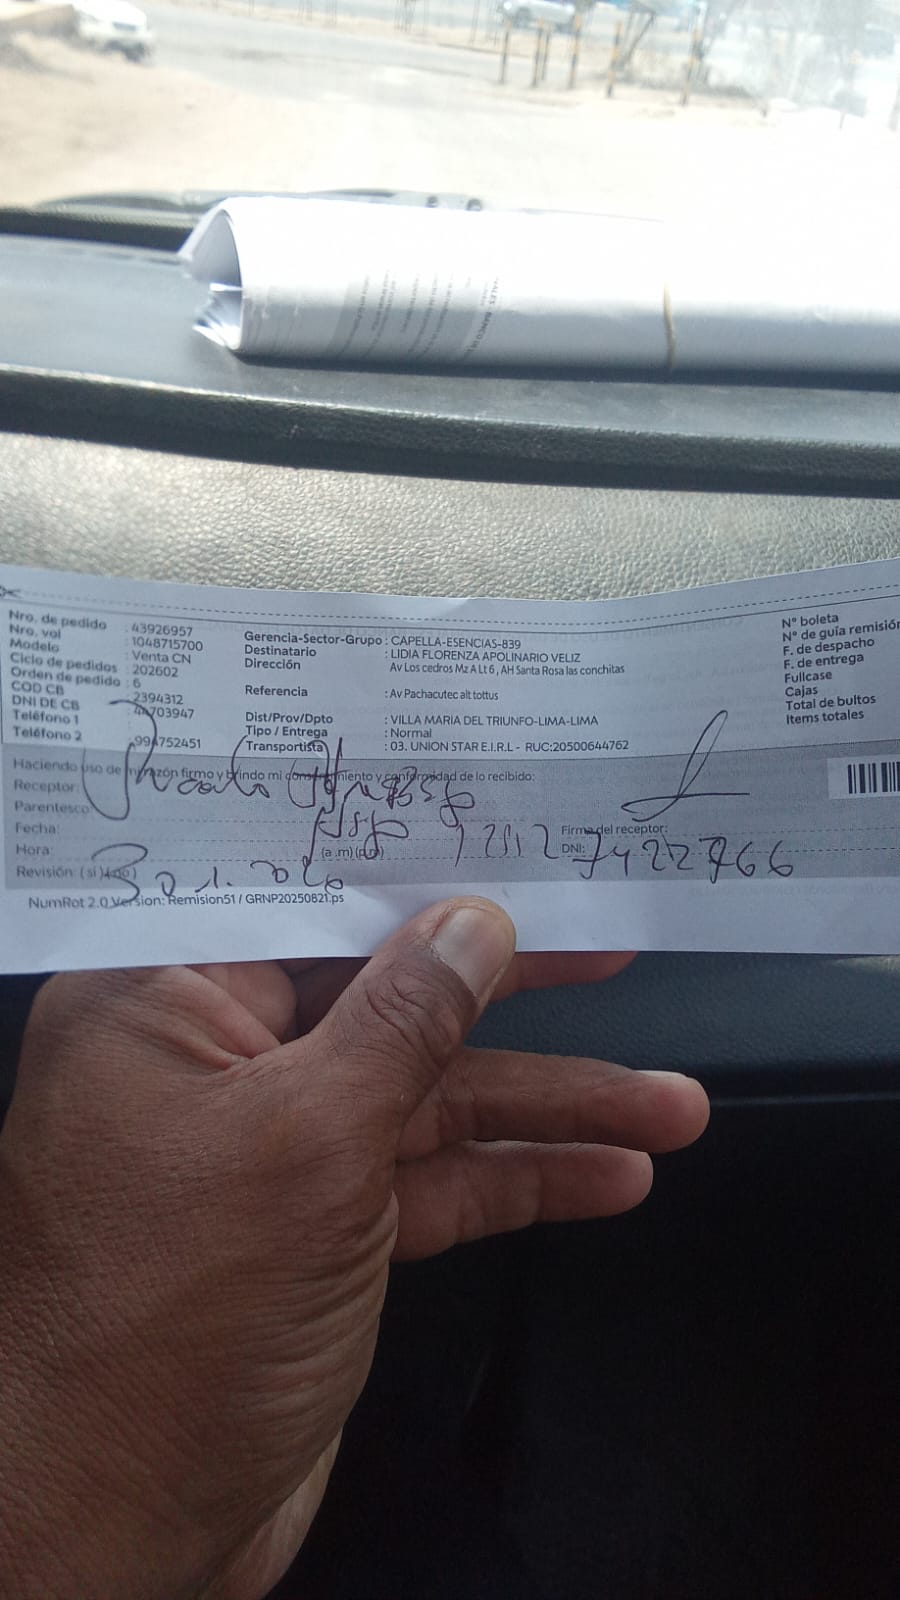 Nro. de pedido : 43926957
Nro. vol : 1048715700
Modelo : Venta CN
Ciclo de pedidos : 202602
Orden de pedido : 6
COD CB : 2394312
DNI DE CB 703947
Teléfono 1
Teléfono 2 994752451
Gerencia-Sector-Grupo : CAPELLA-ESENCIAS-839
Destinatario : LIDIA FLORENZA APOLINARIO VELIZ
Dirección Av Los cedros Mz A Lt 6 , AH Santa Rosa las conchitas
Referencia : Av Pachacutec alt tottus
Dist/Prov/Dpto : VILLA MARIA DEL TRIUNFO-LIMA-LIMA
Tipo / Entrega : Normal
Transportista : 03. UNION STAR E.I.R.L - RUC:20500644762
N° boleta
N° de guía remisión
F. de despacho
F. de entrega
Fullcase
Cajas
Total de bultos
Items totales
Haciendo uso de mi razón firmo y brindo mi consentimiento y conformidad de lo recibido:
Receptor:
Parentesco:
Fecha:
Hora: (a.m) (p.m)
Firma del receptor:
DNI: 74227766
Revisión: ( si ) ( no )
NumRot 2.0 Version: Remision51 / GRNP20250821.ps